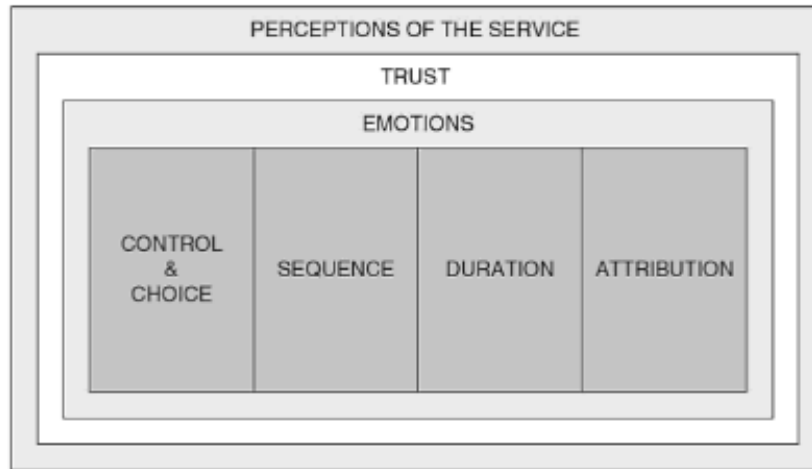 PERCEPTIONS OF THE SERVICE
TRUST
EMOTIONS
CONTROL
&
CHOICE
SEQUENCE
DURATION
ATTRIBUTION